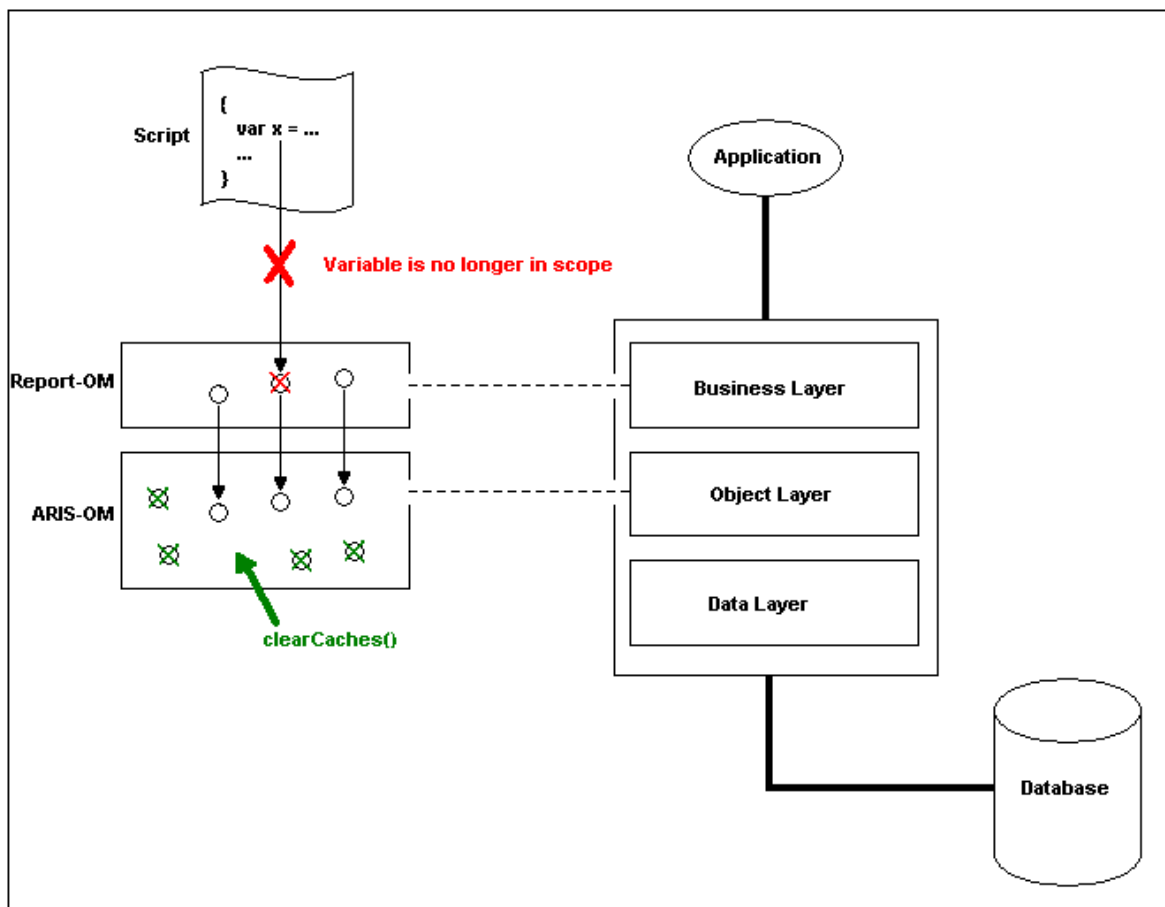 {
var x = ...
...
}
Script
Application
Variable is no longer in scope
Report-OM
Business Layer
ARIS-OM
Object Layer
Data Layer
clearCaches()
Database